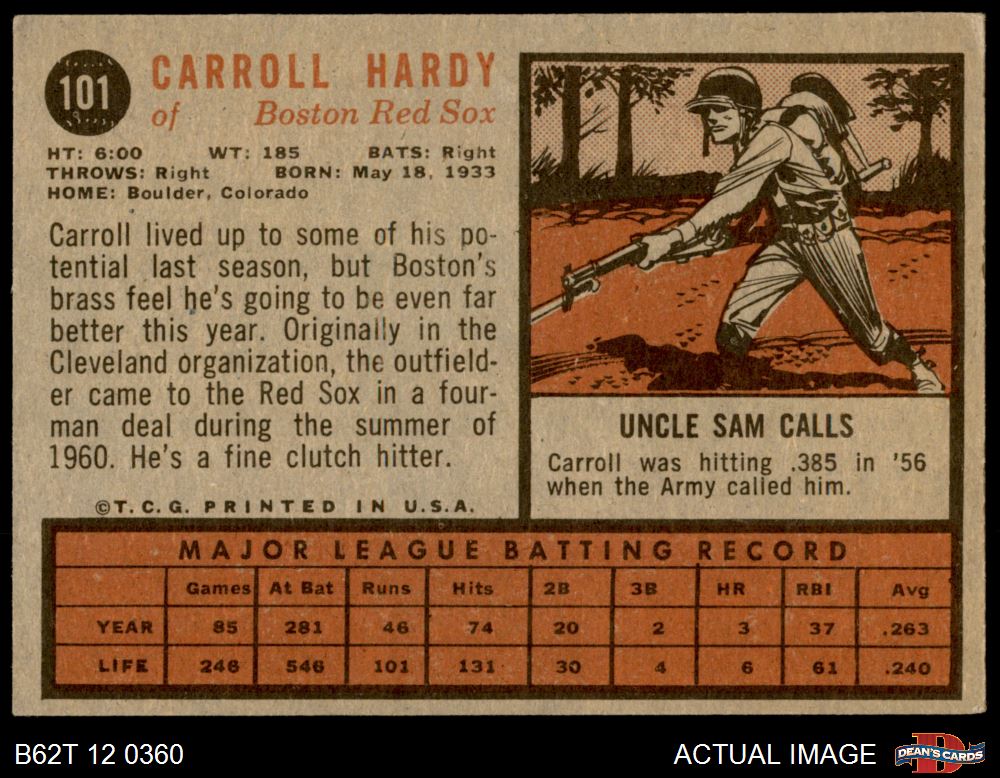 101
CARROLL HARDY
of Boston Red Sox
HT: 6:00 WT: 185 BATS: Right
THROWS: Right BORN: May 18, 1933
HOME: Boulder, Colorado
Carroll lived up to some of his po-
tential last season, but Boston's
brass feel he's going to be even far
better this year. Originally in the
Cleveland organization, the outfield-
er came to the Red Sox in a four-
man deal during the summer of
1960. He's a fine clutch hitter.
©T.C.G. PRINTED IN U.S.A.
UNCLE SAM CALLS
Carroll was hitting .385 in '56
when the Army called him.
MAJOR LEAGUE BATTING RECORD
Games At Bat Runs Hits 2B 3B HR RBI Avg
YEAR 85 281 46 74 20 2 3 37 .263
LIFE 246 546 101 131 30 4 6 61 .240
B62T 12 0360
ACTUAL IMAGE
DEAN'S CARDS